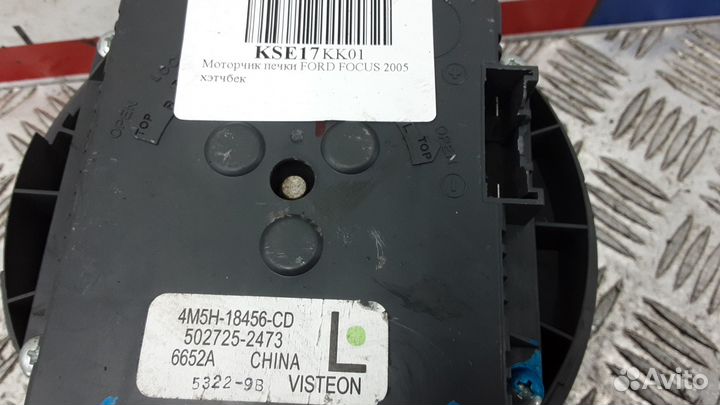 KSE17KK01
Моторчик печки FORD FOCUS 2005
хэтчбек
LOC
OPEN
TOP
OPEN
L TOP
4M5H-18456-CD
502725-2473
6652A CHINA
L
5322-9B VISTEON
Avito